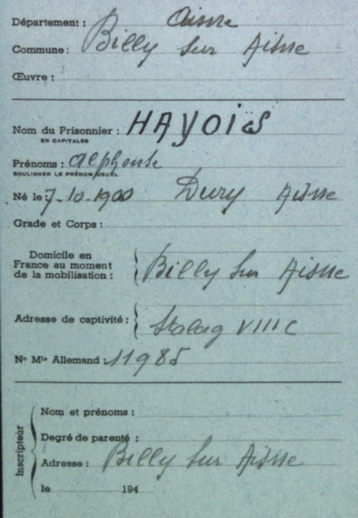 Département : Aisne
Commune : Billy sur Aisne
Œuvre :
Nom du Prisonnier : HAYOIS
EN CAPITALES
Prénoms : Alphonse
SOULIGNER LE PRÉNOM USUEL
Né le 7-10-1900 Dury Aisne
Grade et Corps :
Domicile en
France au moment
de la mobilisation : Billy sur Aisne
Adresse de captivité : Stalag VIII C
N° Mle Allemand : 11985
Inscripteur
Nom et prénoms :
Degré de parenté :
Adresse : Billy sur Aisne
le 194